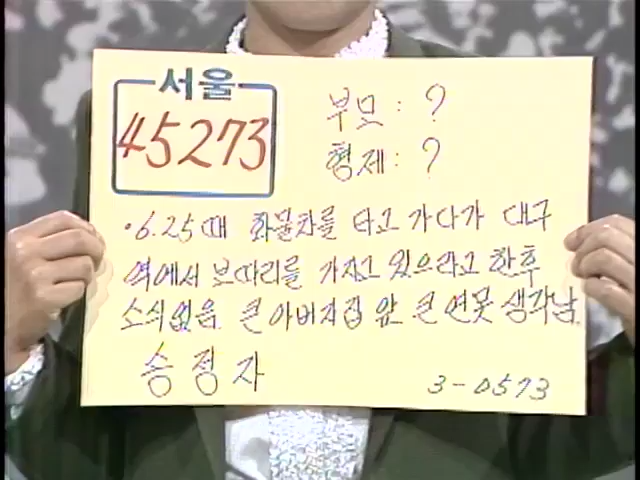 서울
45273
부모 : ?
형제 : ?
·6.25때 화물차를 타고 가다가 대구
역에서 보따리를 가지고 있으라고 한후
소식없음. 큰아버지집 앞 큰 연못 생각남.
송정자
3-0573